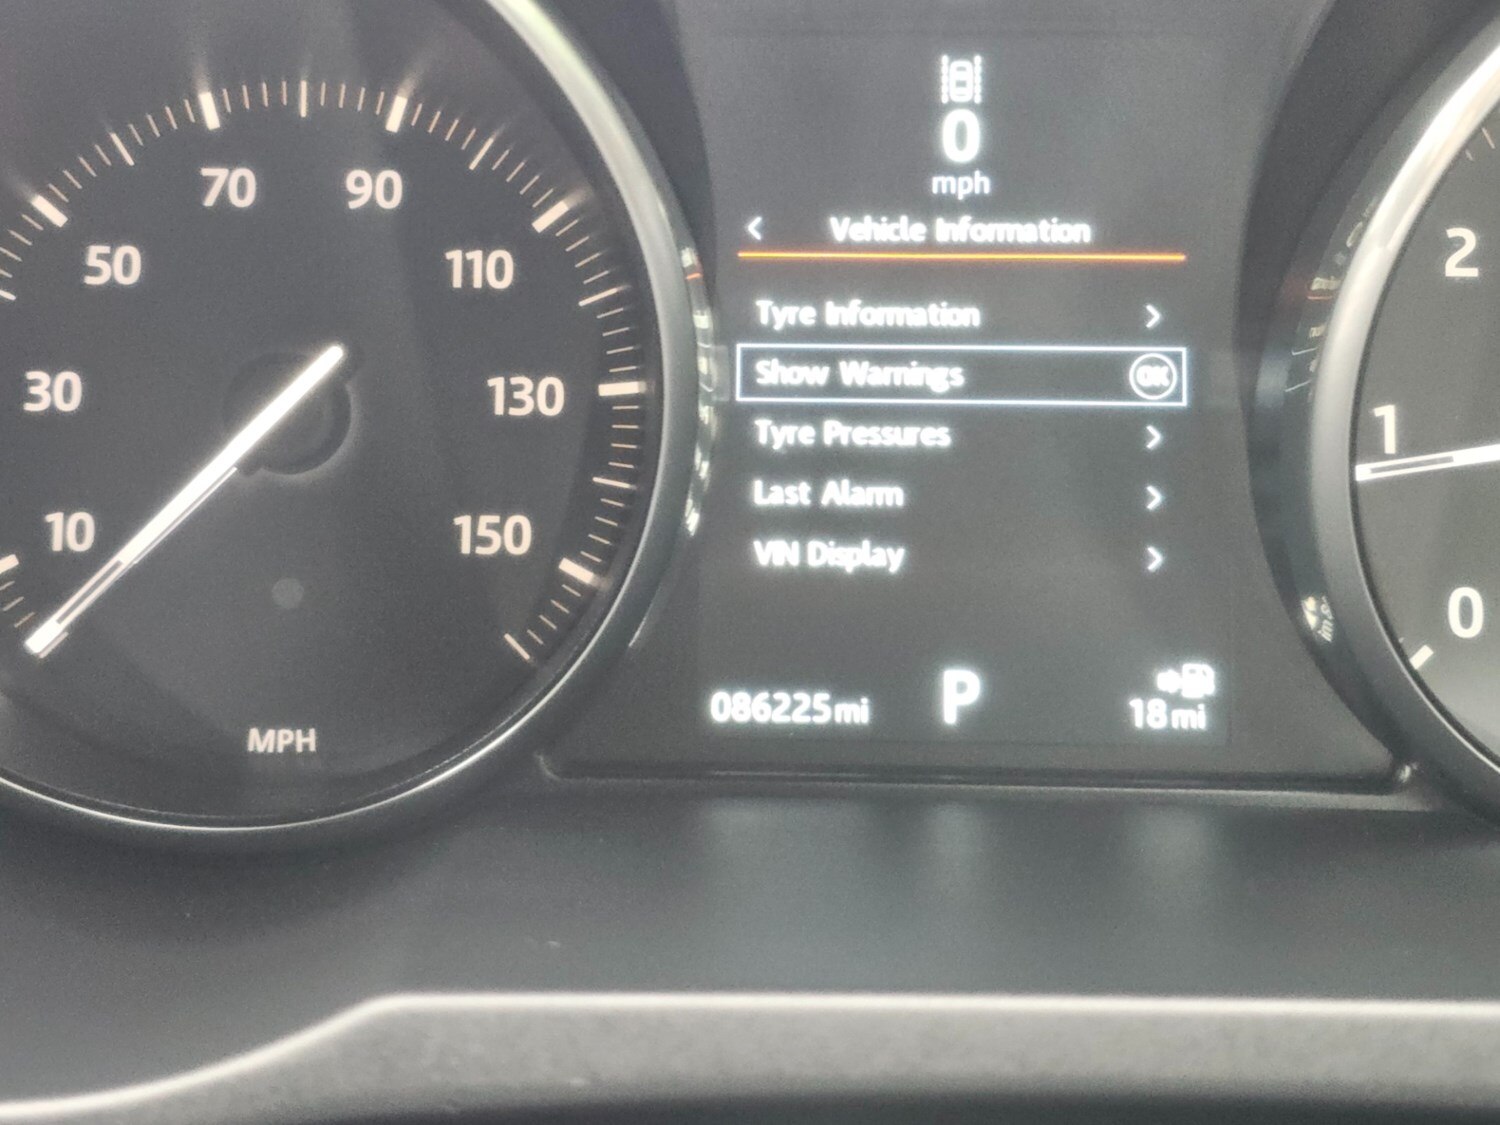 70 90
50 110
30 130
10 150
MPH
0
mph
Vehicle Information
Tyre Information
Show Warnings OK
Tyre Pressures
Last Alarm
VIN Display
086225mi P 18mi
2
1
0